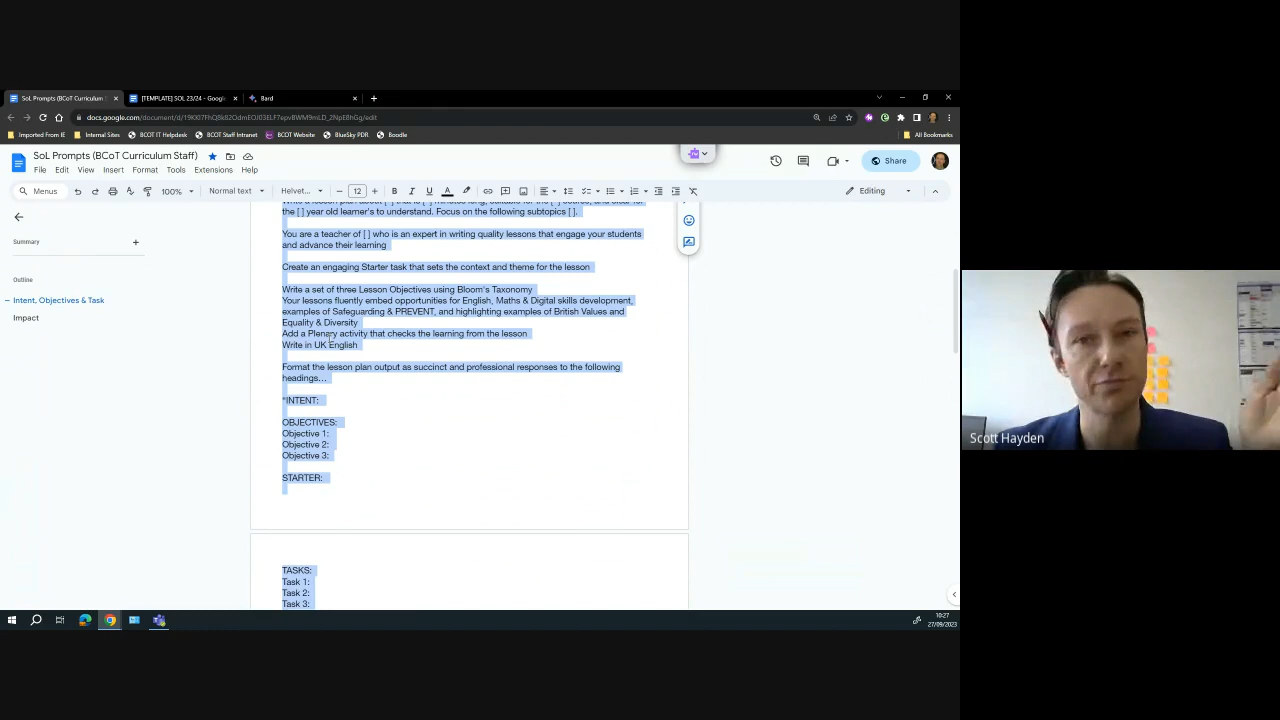 SoL Prompts (BCoT Curriculum
[TEMPLATE] SOL 23/24 - Google
Bard
Imported From IE
Internal Sites
BCOT IT Helpdesk
BCOT Staff Intranet
BCOT Website
BlueSky PDR
Boodle
All Bookmarks
SoL Prompts (BCoT Curriculum Staff)
File Edit View Insert Format Tools Extensions Help
Share
Menus
100%
Normal text
Helvet...
12
Editing
Summary
Outline
Intent, Objectives & Task
Impact
the [ ] year old learner's to understand. Focus on the following subtopics [ ].
You are a teacher of [ ] who is an expert in writing quality lessons that engage your students
and advance their learning
Create an engaging Starter task that sets the context and theme for the lesson
Write a set of three Lesson Objectives using Bloom's Taxonomy
Your lessons fluently embed opportunities for English, Maths & Digital skills development,
examples of Safeguarding & PREVENT, and highlighting examples of British Values and
Equality & Diversity
Add a Plenary activity that checks the learning from the lesson
Write in UK English
Format the lesson plan output as succinct and professional responses to the following
headings...
"INTENT:
OBJECTIVES:
Objective 1:
Objective 2:
Objective 3:
STARTER:
TASKS:
Task 1:
Task 2:
Task 3:
Scott Hayden
10:27
27/09/2023